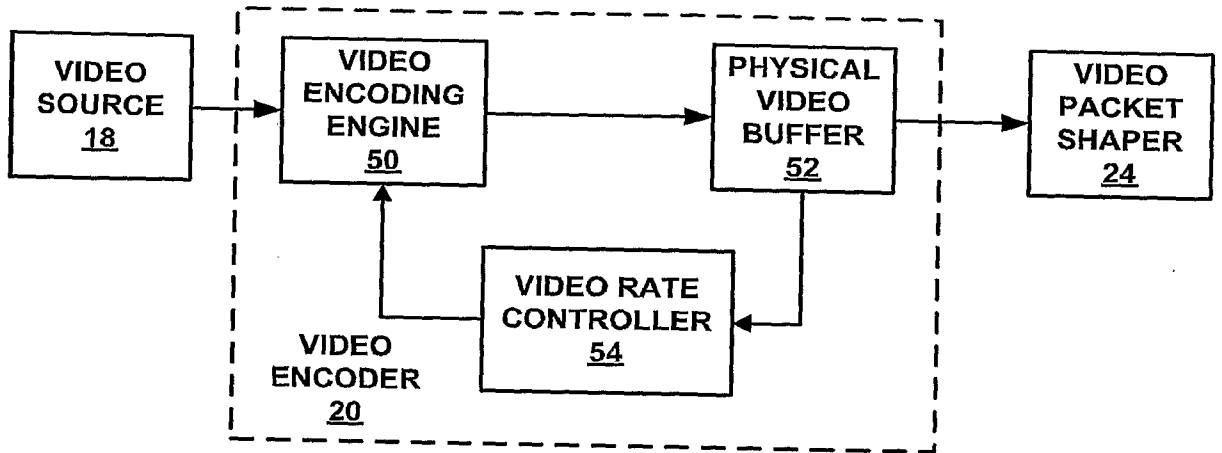 VIDEO
SOURCE
18
VIDEO
ENCODING
ENGINE
50
PHYSICAL
VIDEO
BUFFER
52
VIDEO
PACKET
SHAPER
24
VIDEO RATE
CONTROLLER
54
VIDEO
ENCODER
20